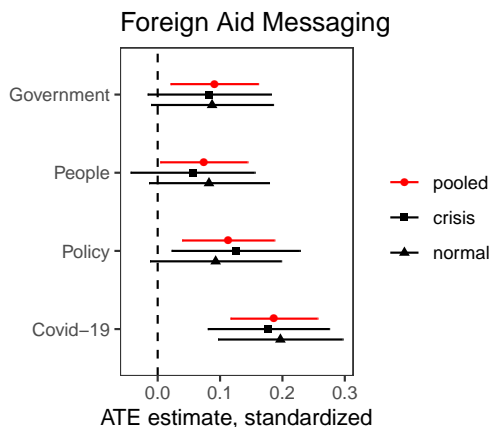 Foreign Aid Messaging
Government
People
Policy
Covid−19
pooled
crisis
normal
0.0 0.1 0.2 0.3
ATE estimate, standardized